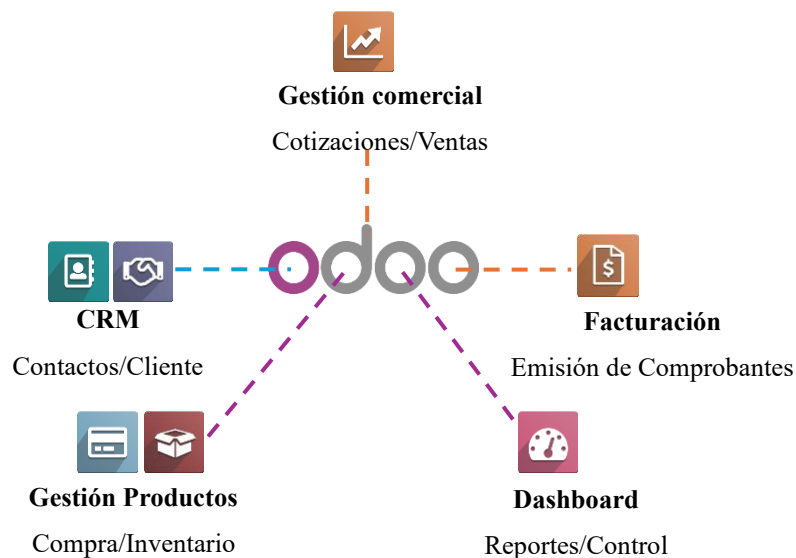 Gestión comercial
Cotizaciones/Ventas
odoo
CRM
Contactos/Cliente
$
Facturación
Emisión de Comprobantes
Gestión Productos
Compra/Inventario
Dashboard
Reportes/Control